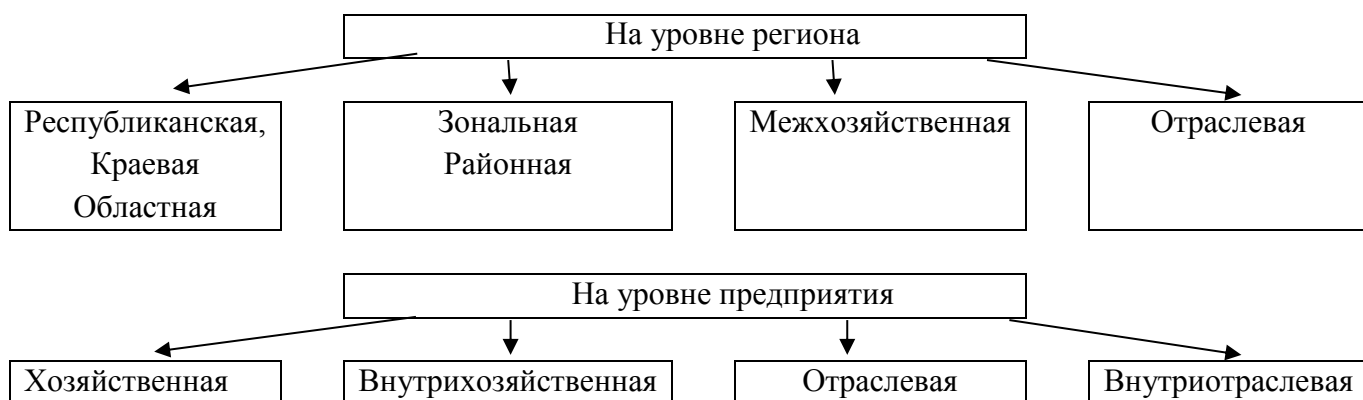 На уровне региона
Республиканская,
Краевая
Областная
Зональная
Районная
Межхозяйственная
Отраслевая
На уровне предприятия
Хозяйственная
Внутрихозяйственная
Отраслевая
Внутриотраслевая